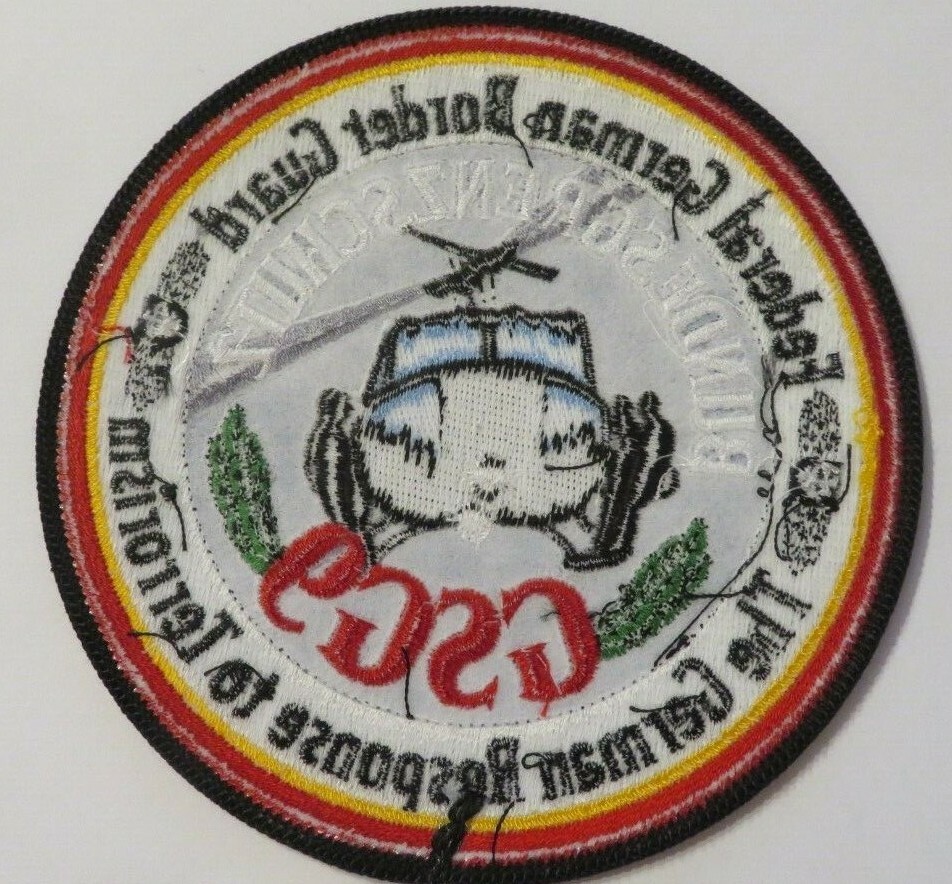 Federal German Border Guard
BUNDESGRENZSCHUTZ
GSG9
The German Response to Terrorism